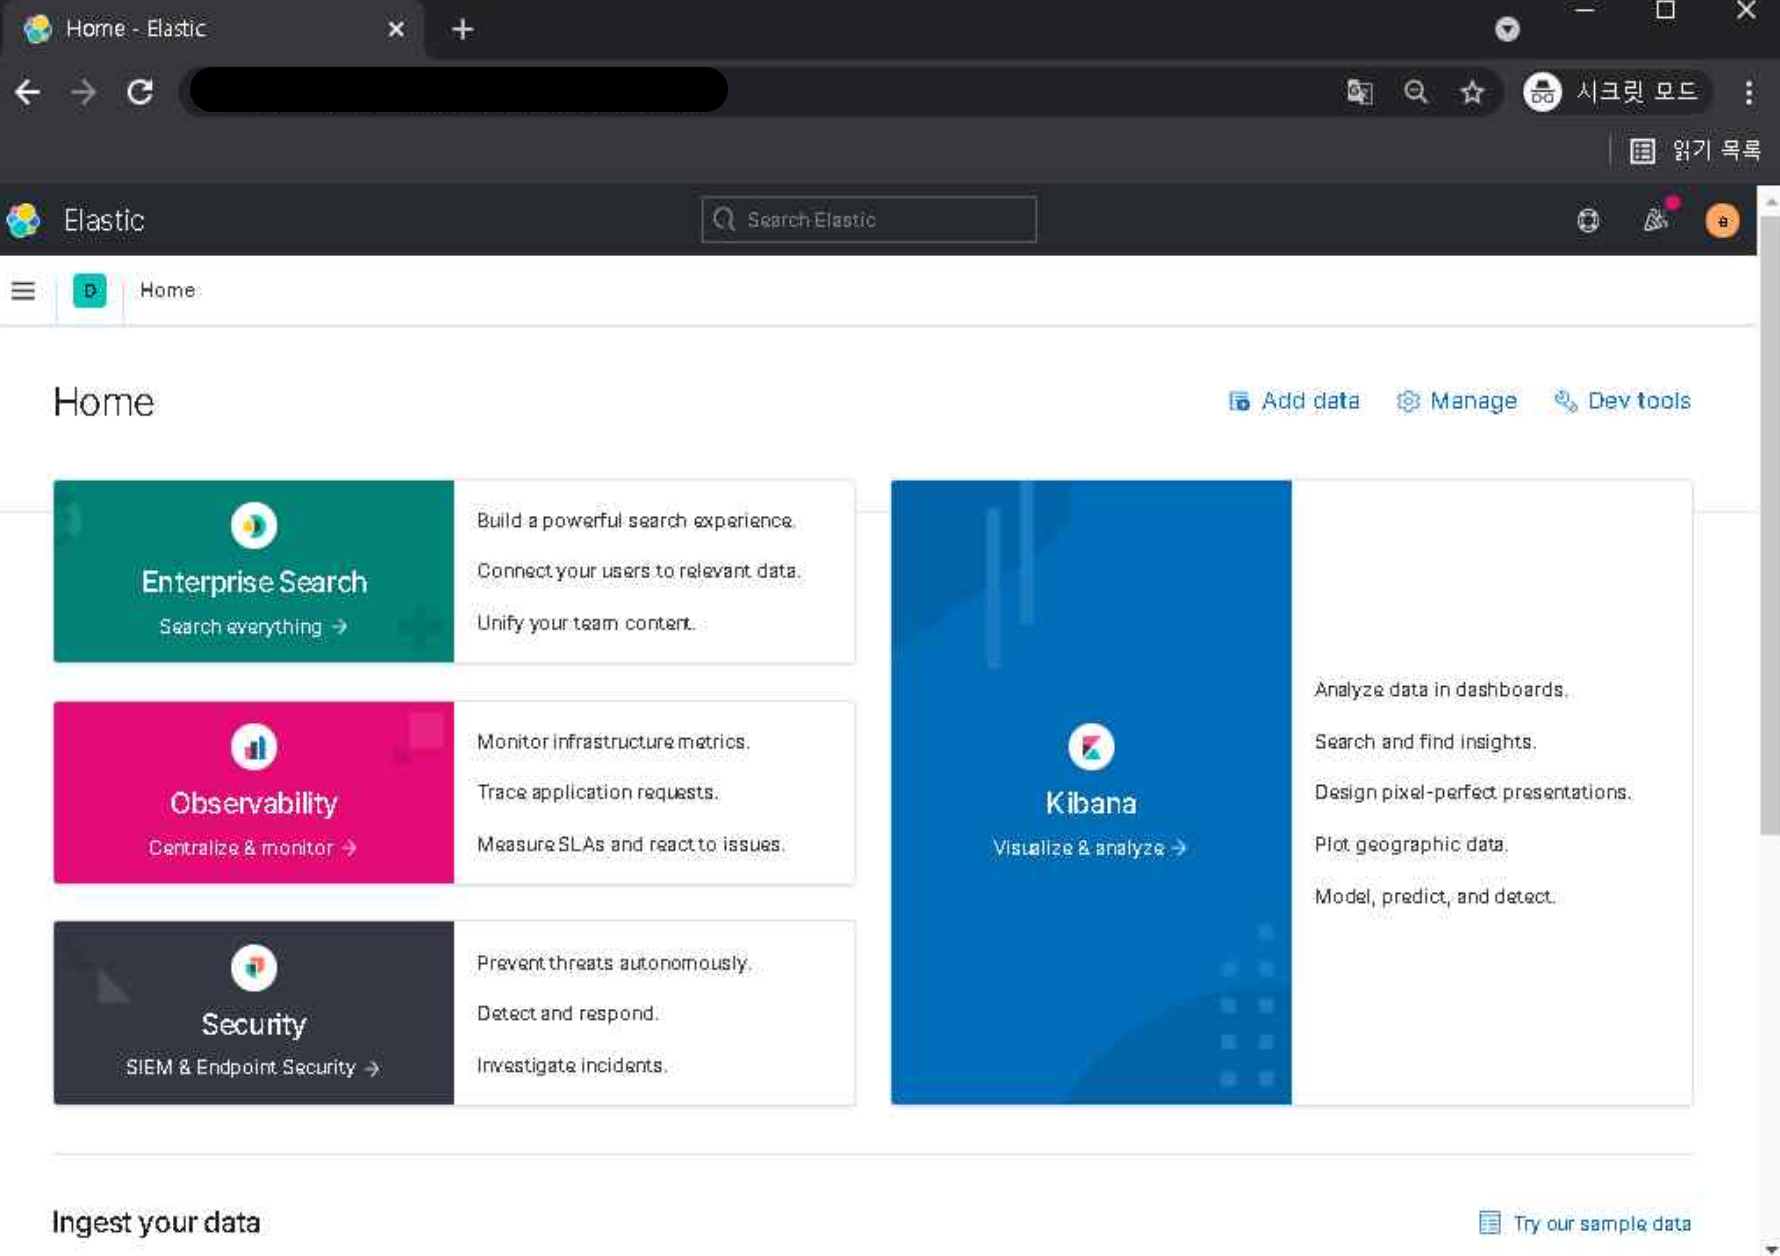 Home - Elastic
시크릿 모드
읽기 목록
Elastic
Search Elastic
a
D
Home
Home
Add data
Manage
Dev tools
Enterprise Search
Search everything →
Build a powerful search experience.
Connect your users to relevant data.
Unify your team content.
Observability
Centralize & monitor →
Monitor infrastructure metrics.
Trace application requests.
Measure SLAs and react to issues.
Security
SIEM & Endpoint Security →
Prevent threats autonomously.
Detect and respond.
Investigate incidents.
Kibana
Visualize & analyze →
Analyze data in dashboards.
Search and find insights.
Design pixel-perfect presentations.
Plot geographic data.
Model, predict, and detect.
Ingest your data
Try our sample data